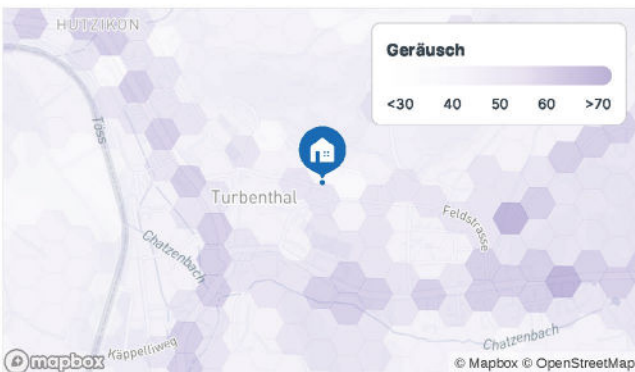 HUTZIKON
Geräusch
<30 40 50 60 >70
Töss
Turbenthal
Feldstrasse
Chatzenbach
Chatzenbach
mapbox
Käppelliweg
© Mapbox © OpenStreetMap